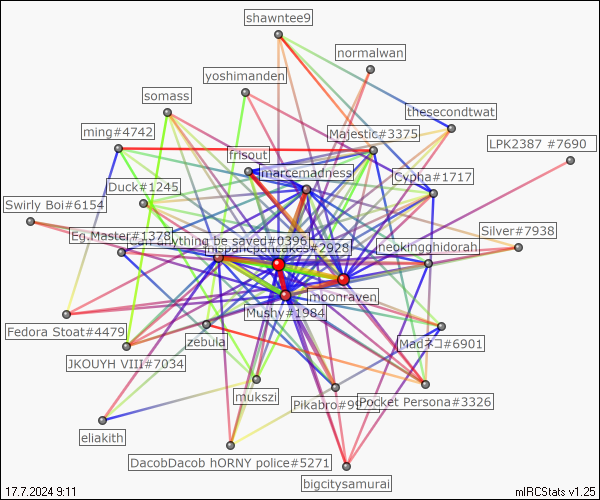 shawntee9
normalwan
yoshimanden
somass
thesecondtwat
ming#4742
Majestic#3375
LPK2387 #7690
frisout
marcemadness
Cypha#1717
Duck#1245
Swirly Boi#6154
Silver#7938
Eg.Master#1378
an anything be saved#0396
neokingghidorah
#2928
moonraven
Mushy#1984
Fedora Stoat#4479
zebula
Madネコ#6901
JKOUYH VIII#7034
mukszi
Pikabro#99
Pocket Persona#3326
eliakith
DacobDacob hORNY police#5271
bigcitysamurai
17.7.2024 9:11
mIRCStats v1.25